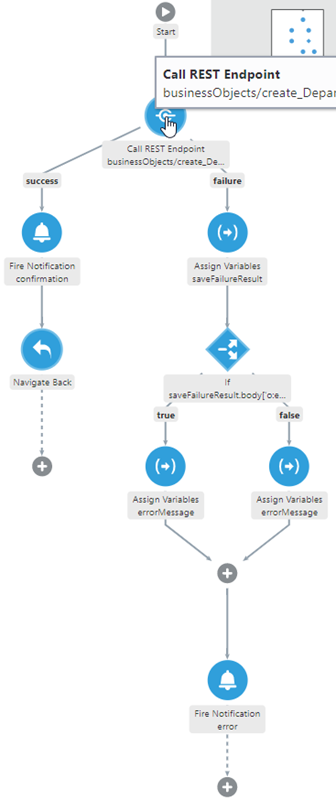 Start
Call REST Endpoint
businessObjects/create_Depar
Call REST Endpoint
businessObjects/create_De...
success
failure
Fire Notification
confirmation
Assign Variables
saveFailureResult
Navigate Back
If
saveFailureResult.body['o:e...
true
false
Assign Variables
errorMessage
Assign Variables
errorMessage
Fire Notification
error